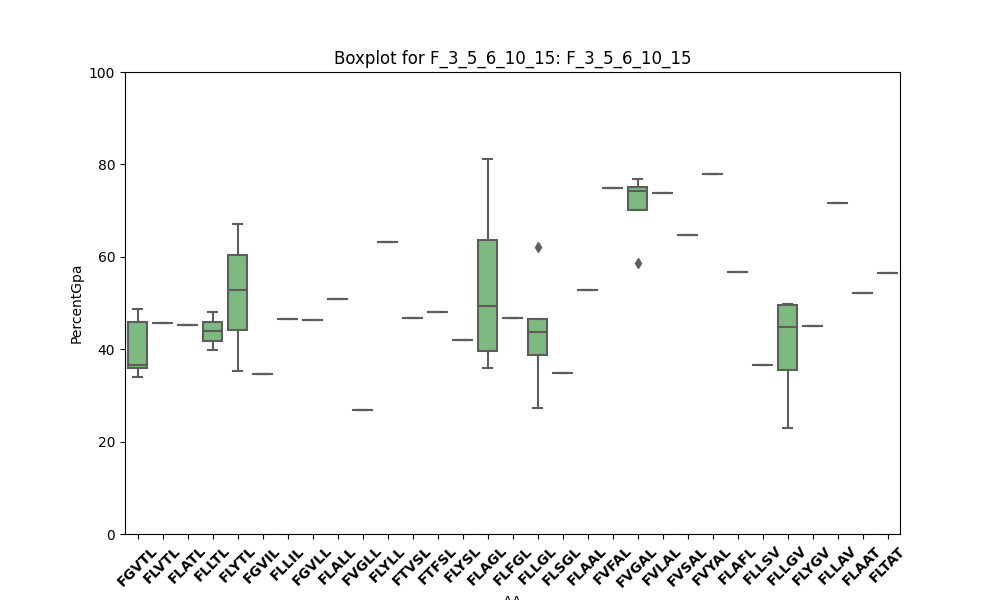 Boxplot for F_3_5_6_10_15: F_3_5_6_10_15
PercentGpa
100
80
60
40
20
0
FGVTL
FLVTL
FLATL
FLLTL
FLYTL
FGVIL
FLLIL
FGVLL
FLALL
FVGLL
FLYLL
FTVSL
FTFSL
FLYSL
FLAGL
FLFGL
FLLGL
FLSGL
FLAAL
FVFAL
FVGAL
FVLAL
FVSAL
FVYAL
FLAFL
FLLSV
FLLGV
FLYGV
FLLAV
FLAAT
FLTAT
AA